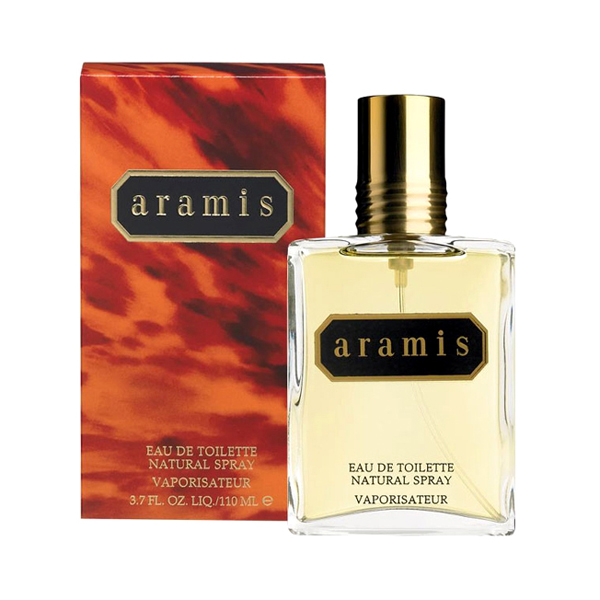 aramis
EAU DE TOILETTE
NATURAL SPRAY
VAPORISATEUR
3.7 FL. OZ. LIQ./110 ML ℮
aramis
EAU DE TOILETTE
NATURAL SPRAY
VAPORISATEUR